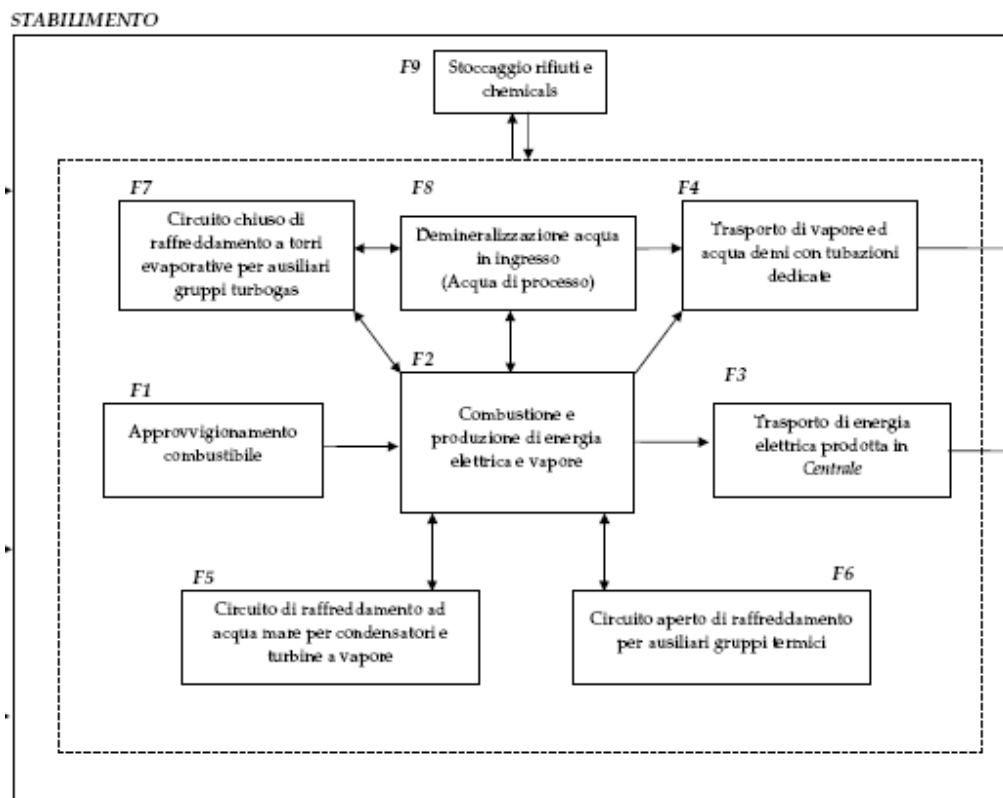 STABILIMENTO
F9
Stoccaggio rifiuti e
chemicals
F7
Circuito chiuso di
raffreddamento a torri
evaporative per ausiliari
gruppi turbogas
F8
Demineralizzazione acqua
in ingresso
(Acqua di processo)
F4
Trasporto di vapore ed
acqua demi con tubazioni
dedicate
F1
Approvvigionamento
combustibile
F2
Combustione e
produzione di energia
elettrica e vapore
F3
Trasporto di energia
elettrica prodotta in
Centrale
F5
Circuito di raffreddamento ad
acqua mare per condensatori e
turbine a vapore
F6
Circuito aperto di raffreddamento
per ausiliari gruppi termici